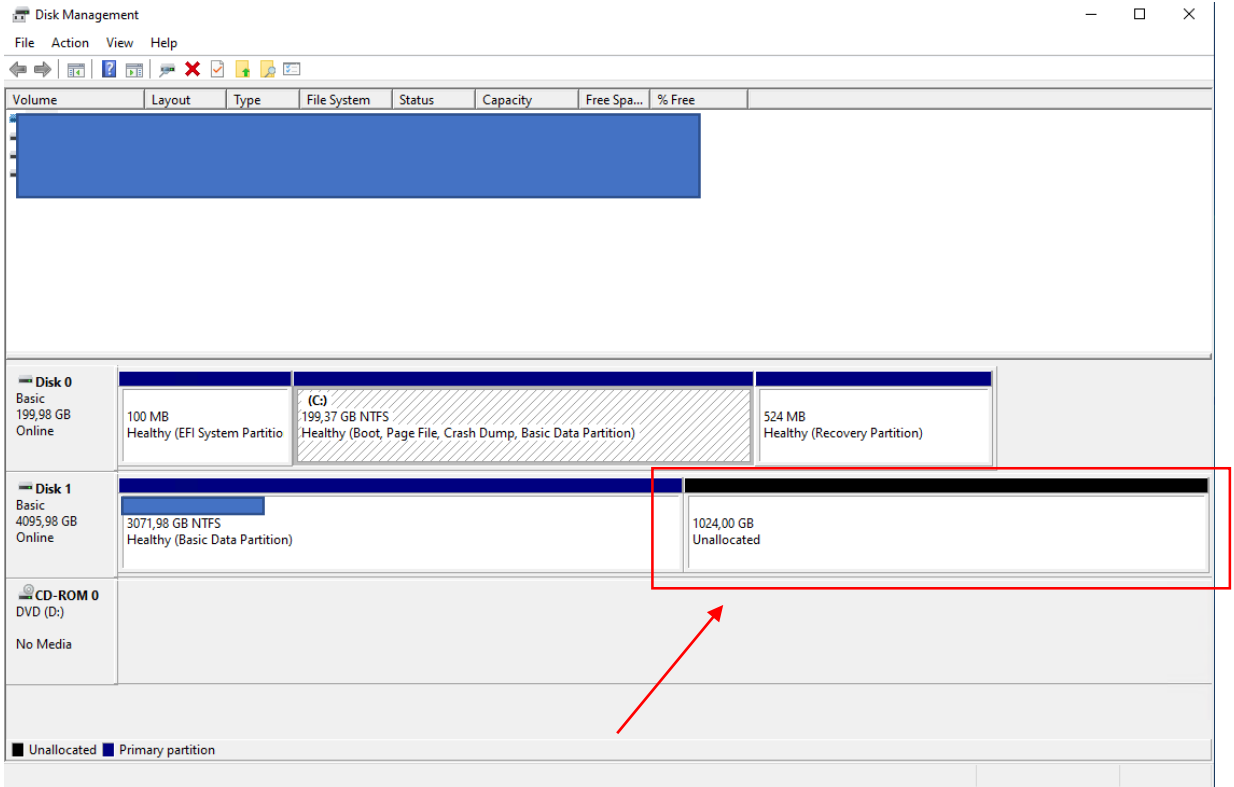 Disk Management
File Action View Help
Volume Layout Type File System Status Capacity Free Spa... % Free
Disk 0
Basic
199,98 GB
Online
100 MB
Healthy (EFI System Partitio
(C:)
199,37 GB NTFS
Healthy (Boot, Page File, Crash Dump, Basic Data Partition)
524 MB
Healthy (Recovery Partition)
Disk 1
Basic
4095,98 GB
Online
3071,98 GB NTFS
Healthy (Basic Data Partition)
1024,00 GB
Unallocated
CD-ROM 0
DVD (D:)
No Media
Unallocated Primary partition